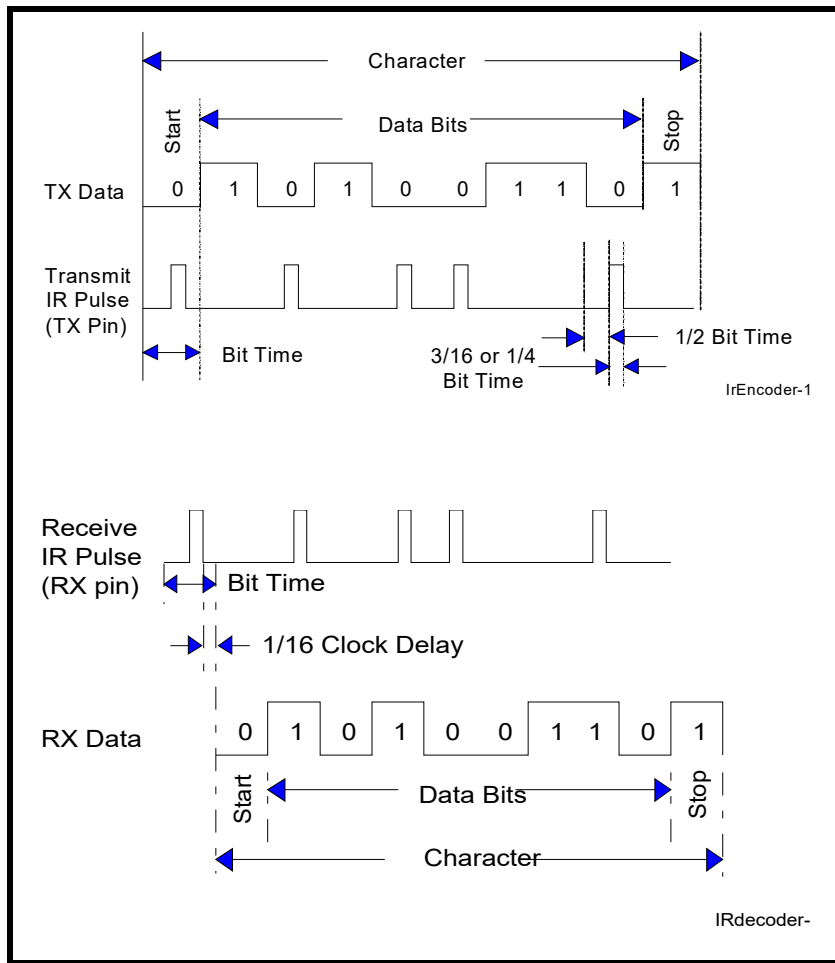 Character
Start
Data Bits
Stop
TX Data
0 1 0 1 0 0 1 1 0 1
Transmit
IR Pulse
(TX Pin)
Bit Time
3/16 or 1/4
Bit Time
1/2 Bit Time
IrEncoder-1
Receive
IR Pulse
(RX pin)
Bit Time
1/16 Clock Delay
RX Data
0 1 0 1 0 0 1 1 0 1
Start
Data Bits
Stop
Character
IRdecoder-